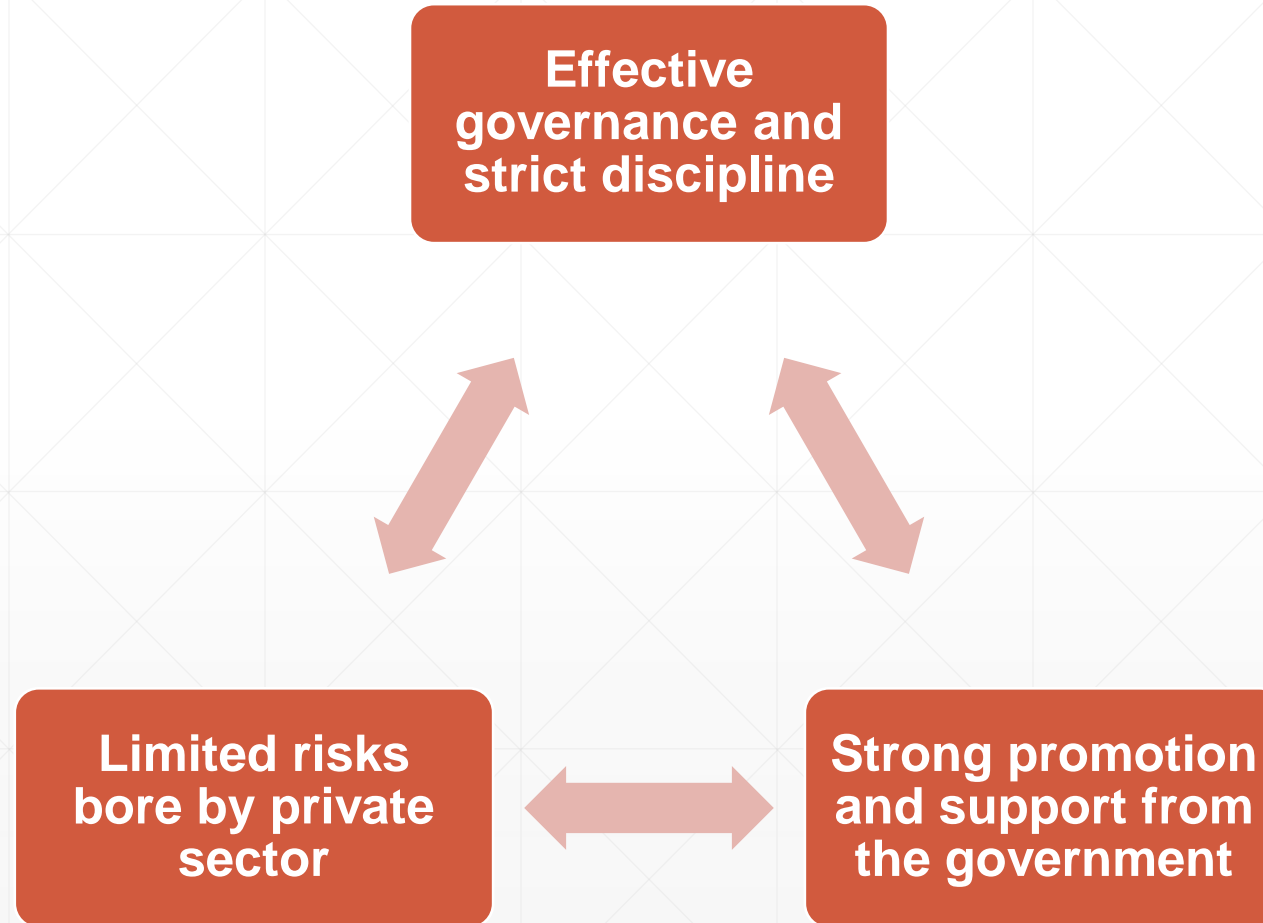 Effective
governance and
strict discipline
Limited risks
bore by private
sector
Strong promotion
and support from
the government